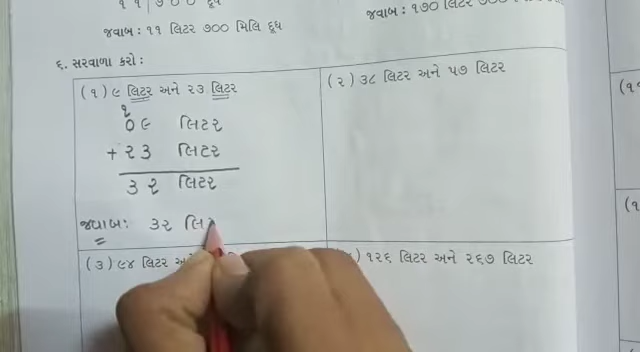 જવાબ : ૧૧ લિટર ૭૦૦ મિલિ દૂધ
જવાબ : ૧૭૦ લિટર
૬. સરવાળા કરો :
(૧) ૯ લિટર અને ૨૩ લિટર
૧
૦૯ લિટર
+ ૨૩ લિટર
૩૨ લિટર
જવાબ: ૩૨ લિટ
(૨) ૩૮ લિટર અને ૫૭ લિટર
(૩) ૯૪ લિટર
) ૧૨૬ લિટર અને ૨૬૭ લિટર